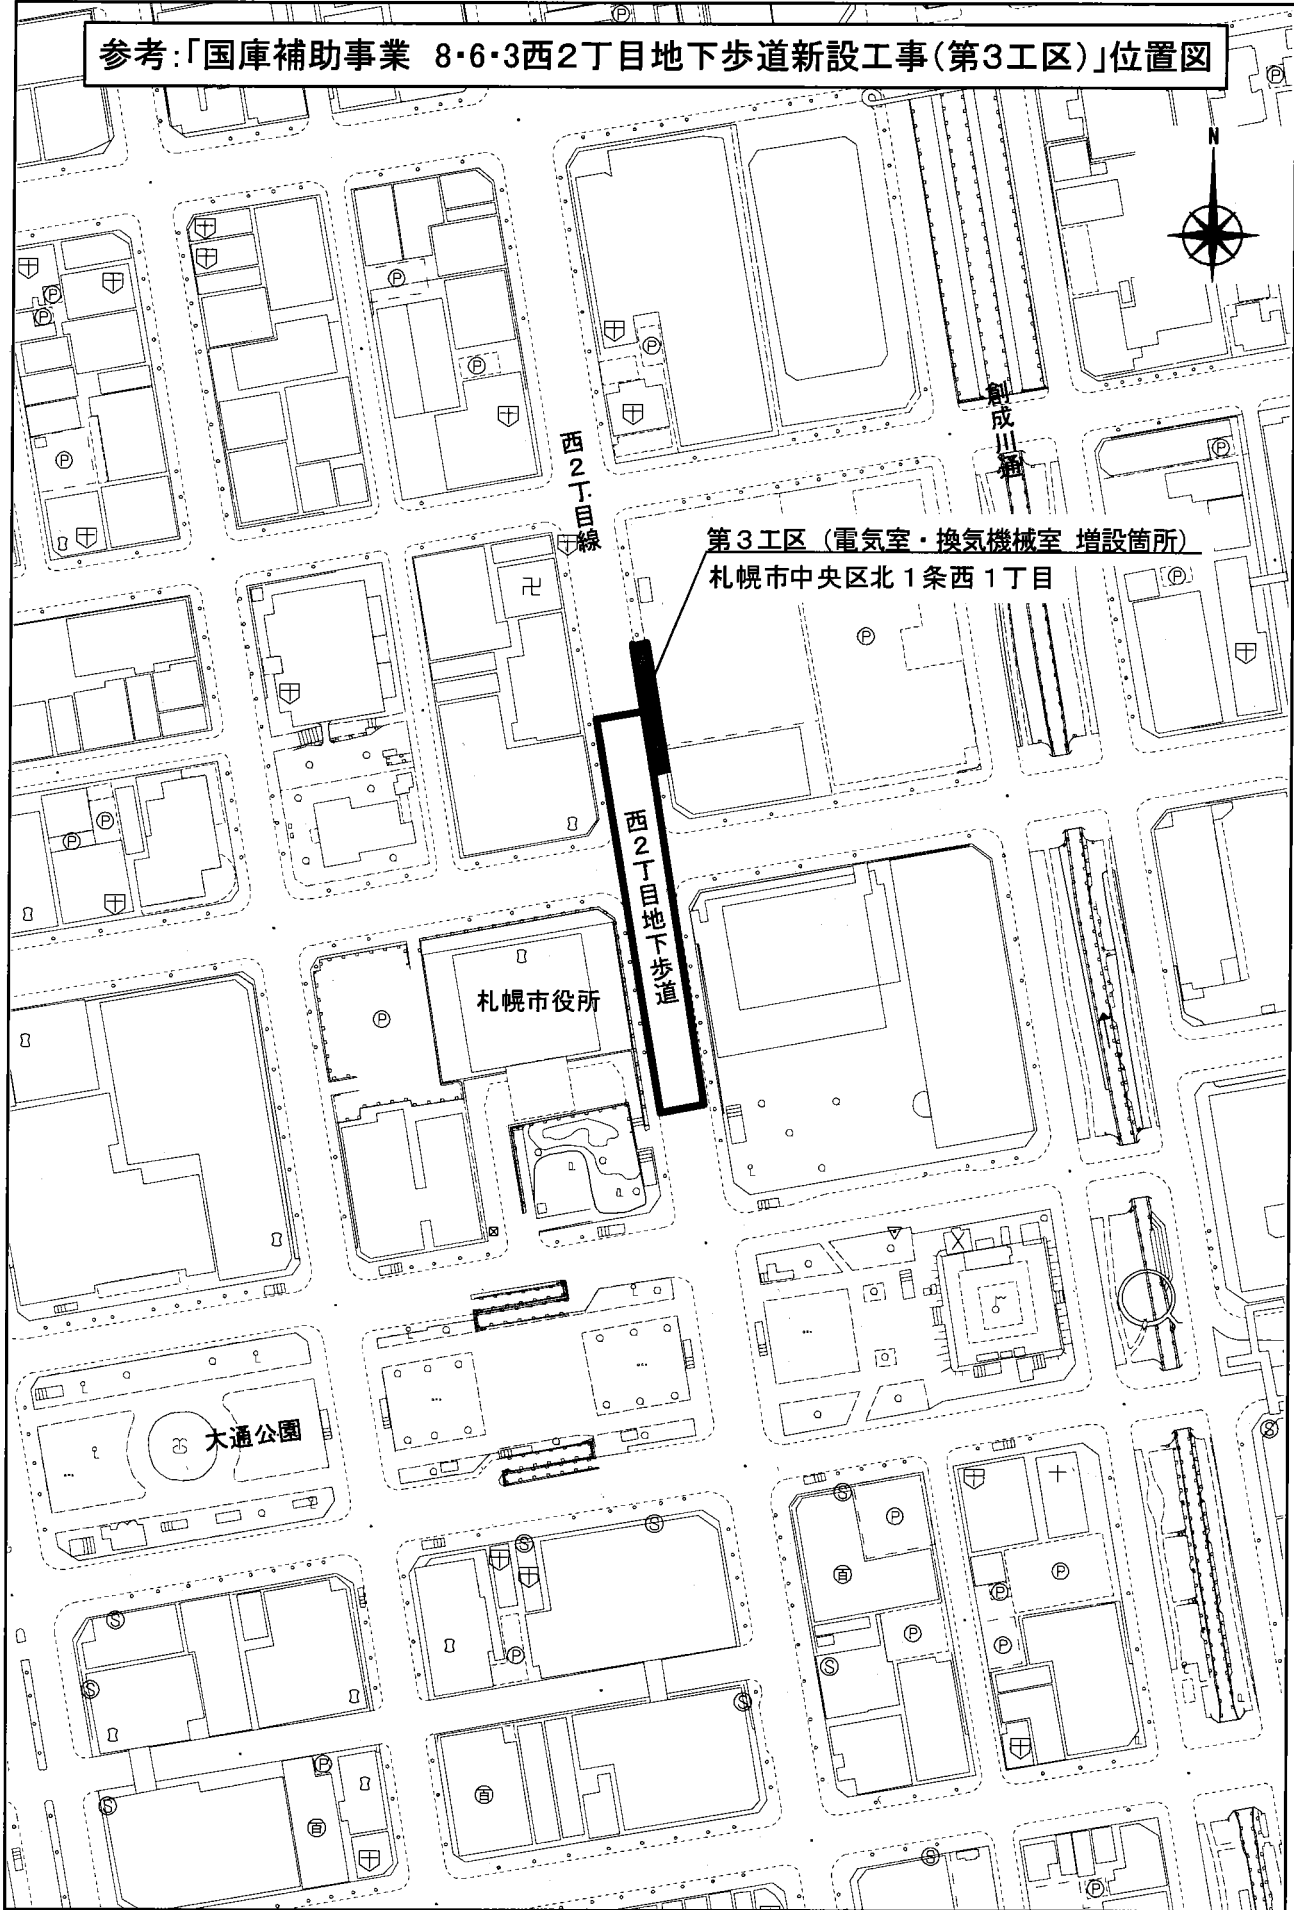 参考:「国庫補助事業 8・6・3西2丁目地下歩道新設工事(第3工区)」位置図
N
創成川通
西2丁目線
第3工区(電気室・換気機械室 増設箇所)
札幌市中央区北1条西1丁目
西2丁目地下歩道
札幌市役所
大通公園